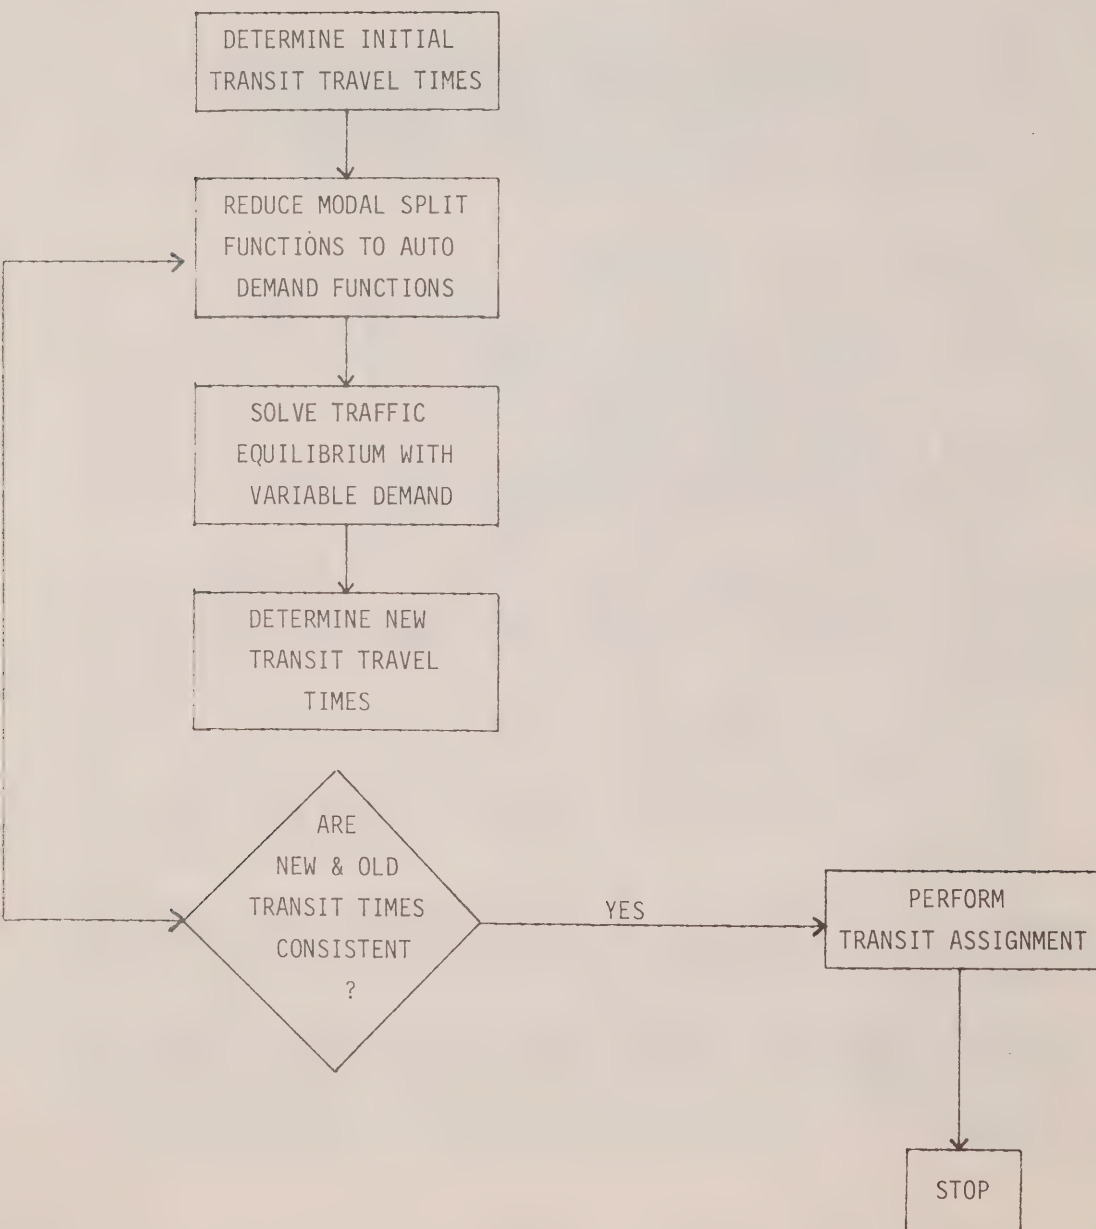 DETERMINE INITIAL
TRANSIT TRAVEL TIMES
REDUCE MODAL SPLIT
FUNCTIONS TO AUTO
DEMAND FUNCTIONS
SOLVE TRAFFIC
EQUILIBRIUM WITH
VARIABLE DEMAND
DETERMINE NEW
TRANSIT TRAVEL
TIMES
ARE
NEW & OLD
TRANSIT TIMES
CONSISTENT
?
YES
PERFORM
TRANSIT ASSIGNMENT
STOP